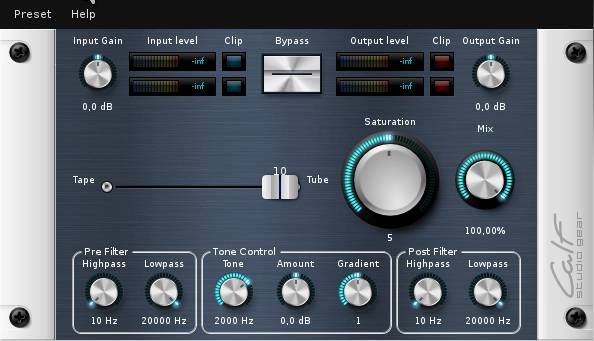 Preset Help
Input Gain Input level Clip Bypass Output level Clip Output Gain
-inf -inf
-inf -inf
0,0 dB 0,0 dB
Saturation Mix
Tape 10 Tube
5 100,00%
Pre Filter Tone Control Post Filter
Highpass Lowpass Tone Amount Gradient Highpass Lowpass
10 Hz 20000 Hz 2000 Hz 0,0 dB 1 10 Hz 20000 Hz
Calf
studio gear